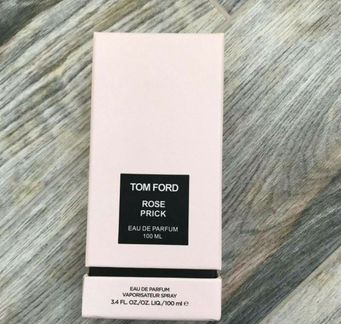 TOM FORD
ROSE
PRICK
EAU DE PARFUM
100 ML
EAU DE PARFUM
VAPORISATEUR SPRAY
3.4 FL. OZ./OZ. LIQ./100 ml ℮